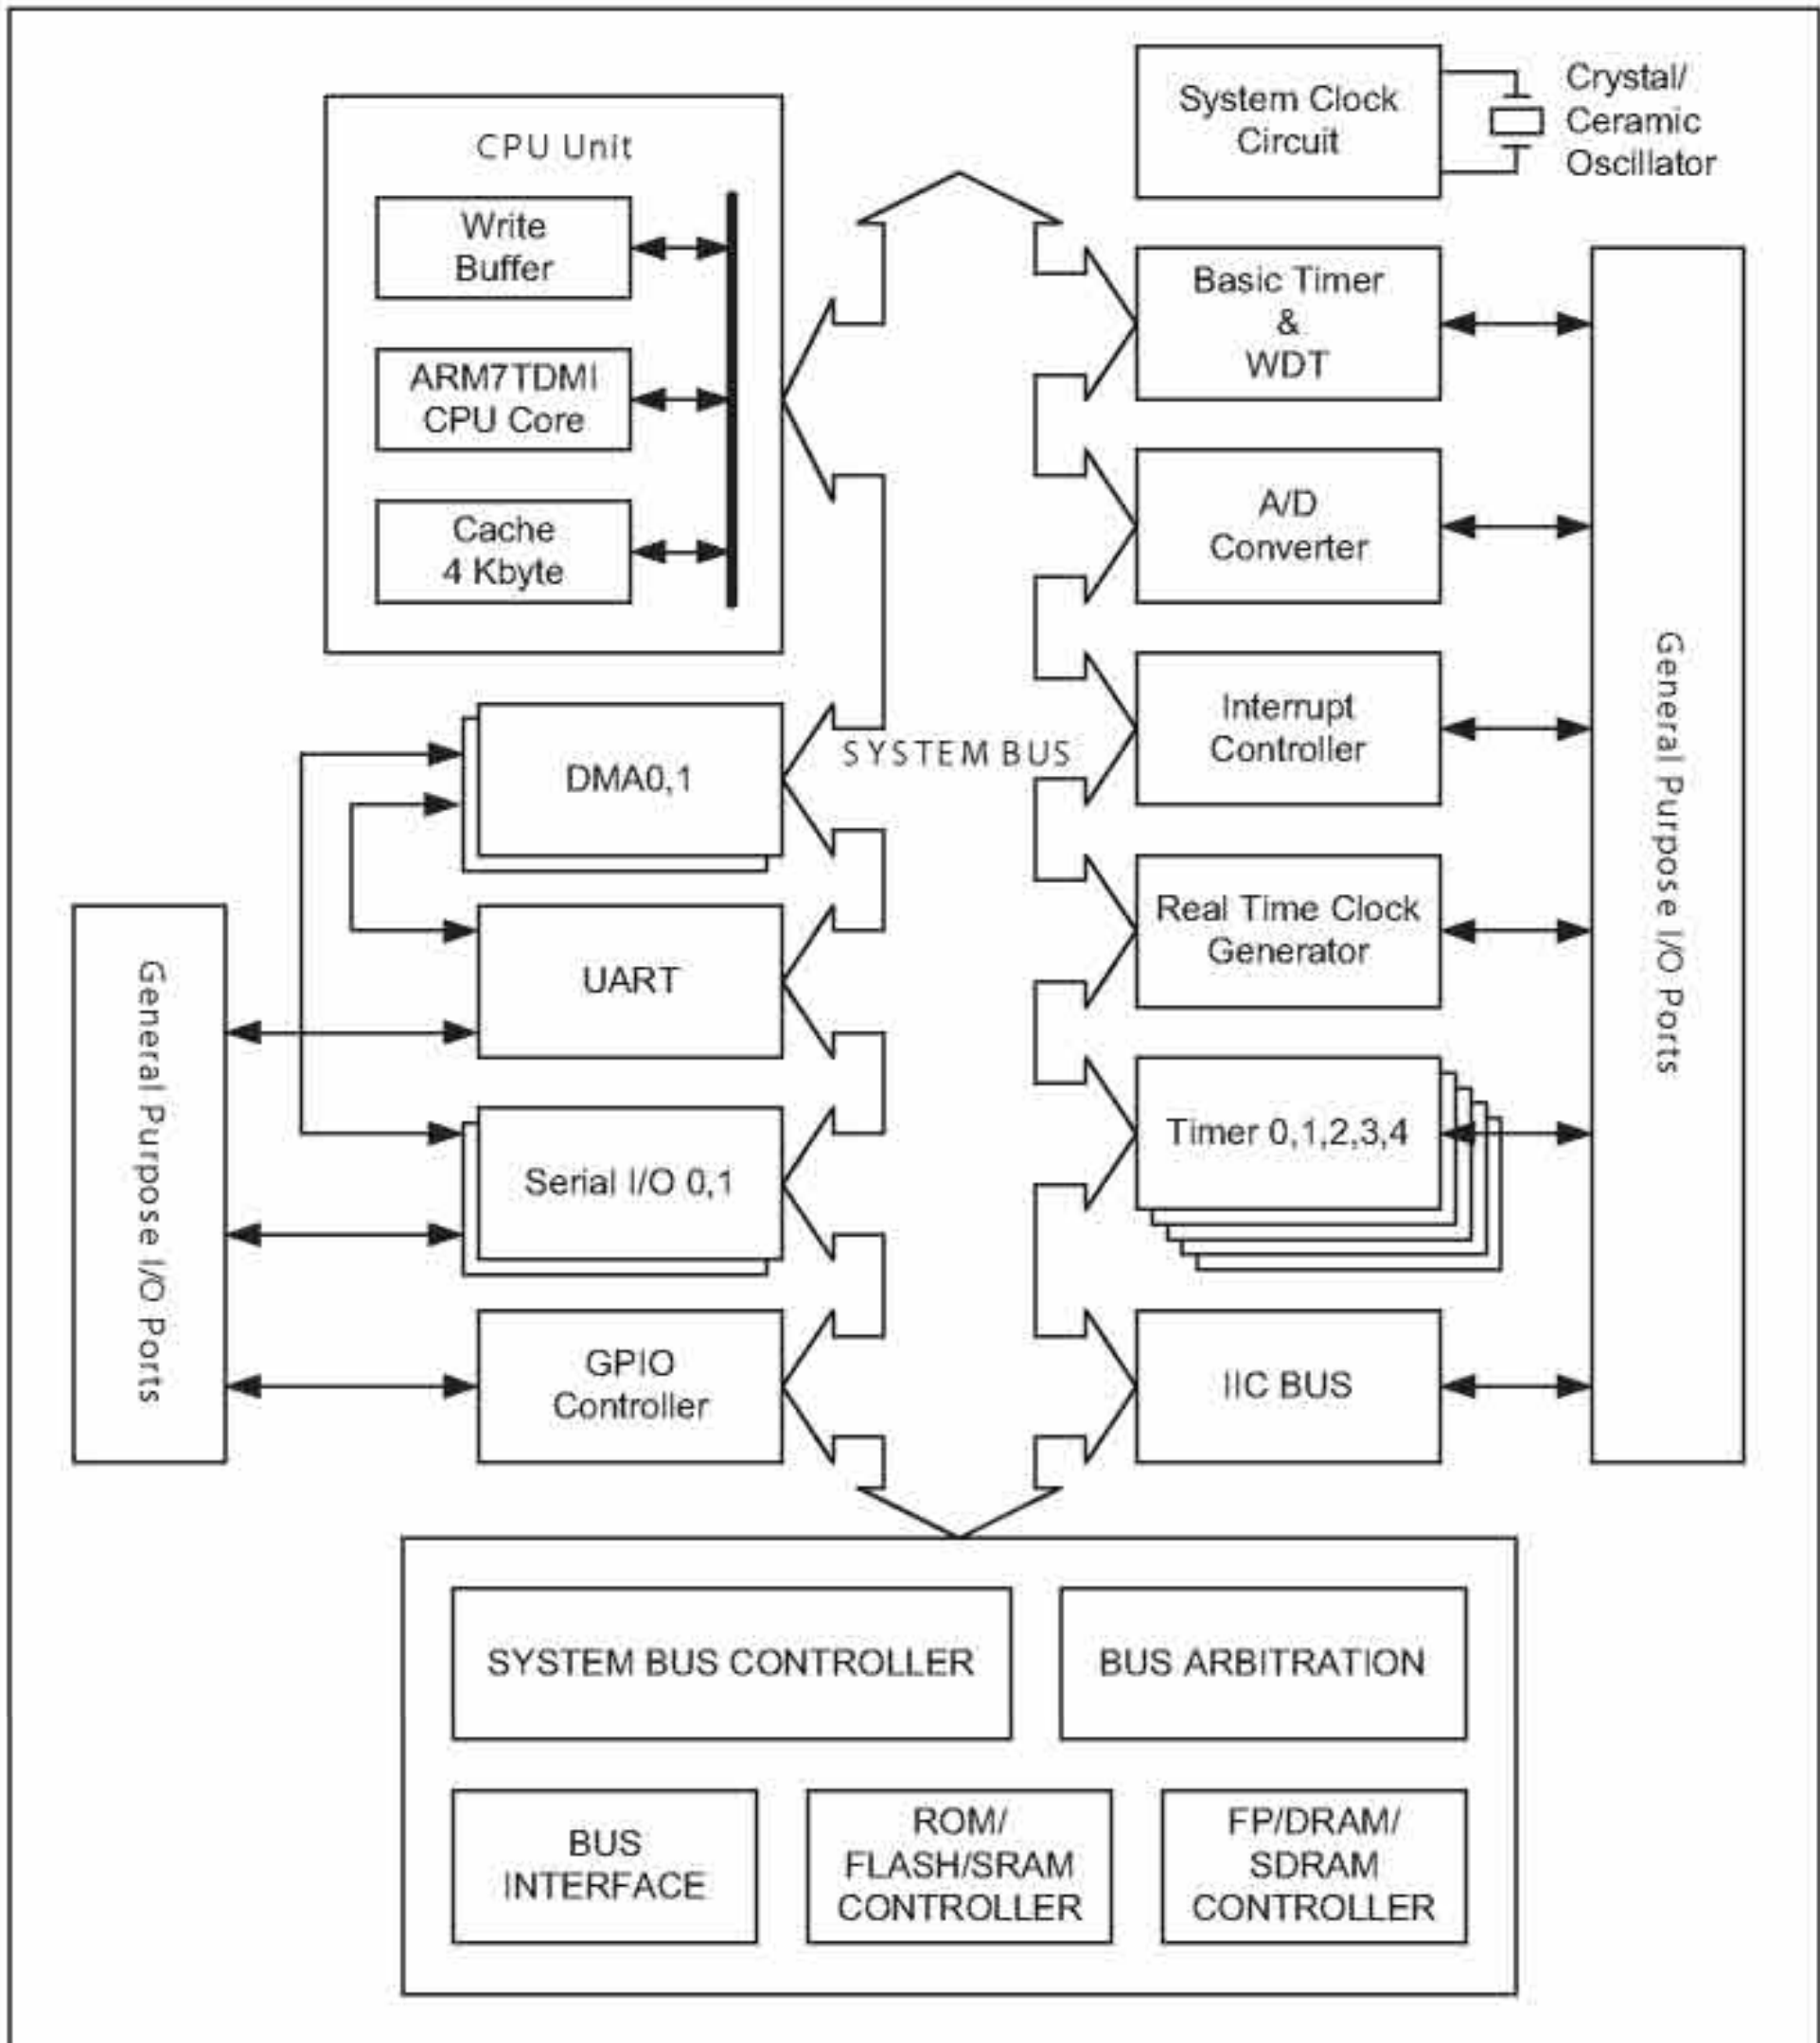 CPU Unit
Write
Buffer
ARM7TDMI
CPU Core
Cache
4 Kbyte
System Clock
Circuit
Crystal/
Ceramic
Oscillator
Basic Timer
&
WDT
A/D
Converter
Interrupt
Controller
Real Time Clock
Generator
Timer 0,1,2,3,4
IIC BUS
General Purpose I/O Ports
SYSTEM BUS
DMA0,1
UART
Serial I/O 0,1
GPIO
Controller
General Purpose I/O Ports
SYSTEM BUS CONTROLLER
BUS ARBITRATION
BUS
INTERFACE
ROM/
FLASH/SRAM
CONTROLLER
FP/DRAM/
SDRAM
CONTROLLER